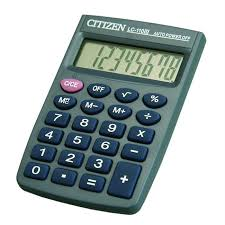 CITIZEN LC-110III
AUTO POWER OFF
12345678
CE OFF √ %
M- M+ ÷
7 8 9 ×
4 5 6 -
1 2 3 +
0 • = +